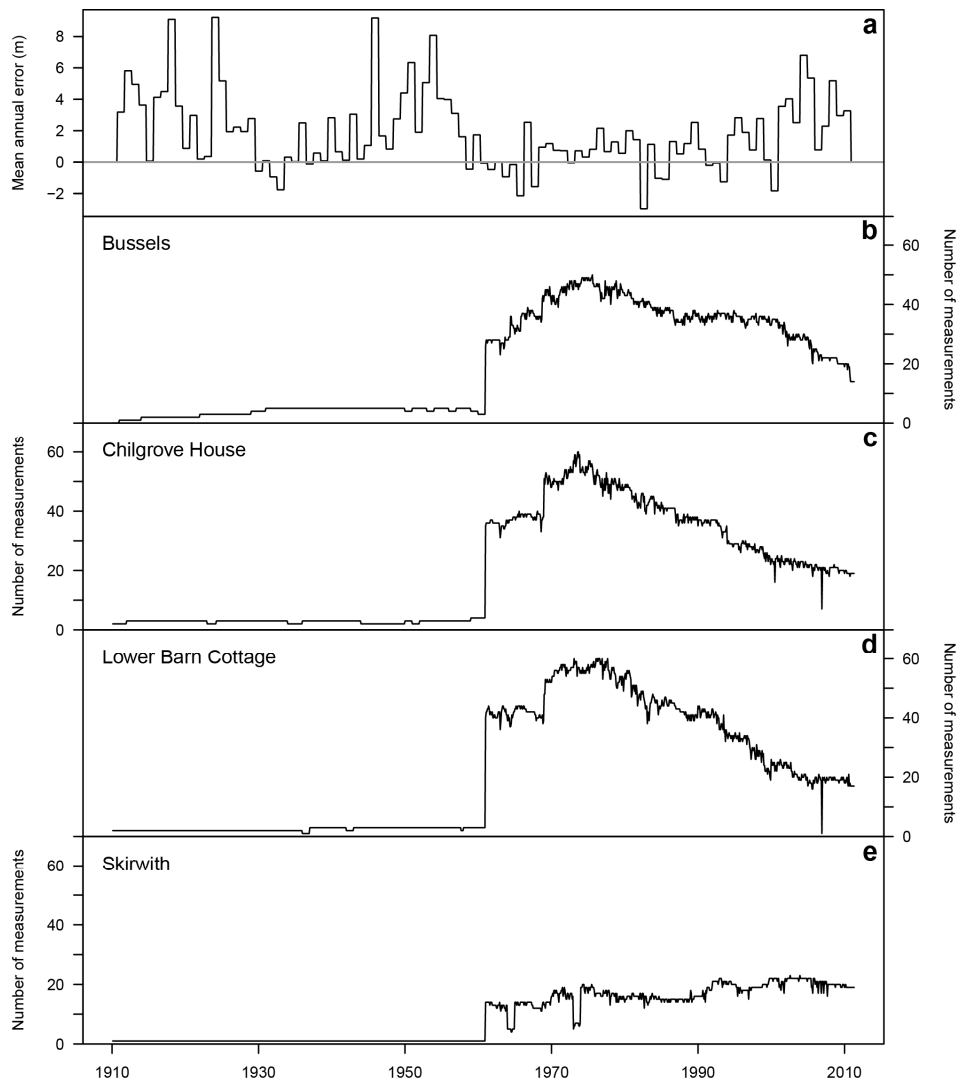 a
Mean annual error (m)
8
6
4
2
0
−2
b
Bussels
Number of measurements
60
40
20
0
c
Chilgrove House
Number of measurements
60
40
20
0
d
Lower Barn Cottage
Number of measurements
60
40
20
0
e
Skirwith
Number of measurements
60
40
20
0
1910 1930 1950 1970 1990 2010